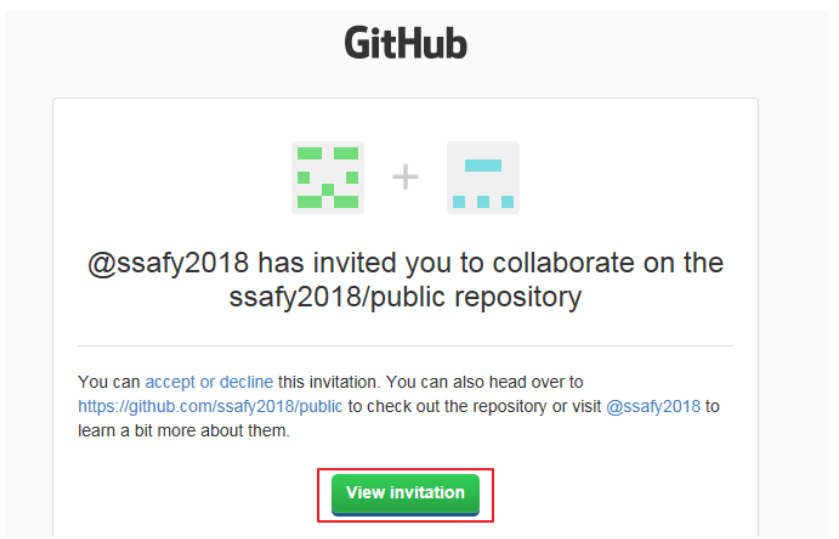 GitHub
+
@ssafy2018 has invited you to collaborate on the
ssafy2018/public repository
You can accept or decline this invitation. You can also head over to
https://github.com/ssafy2018/public to check out the repository or visit @ssafy2018 to
learn a bit more about them.
View invitation